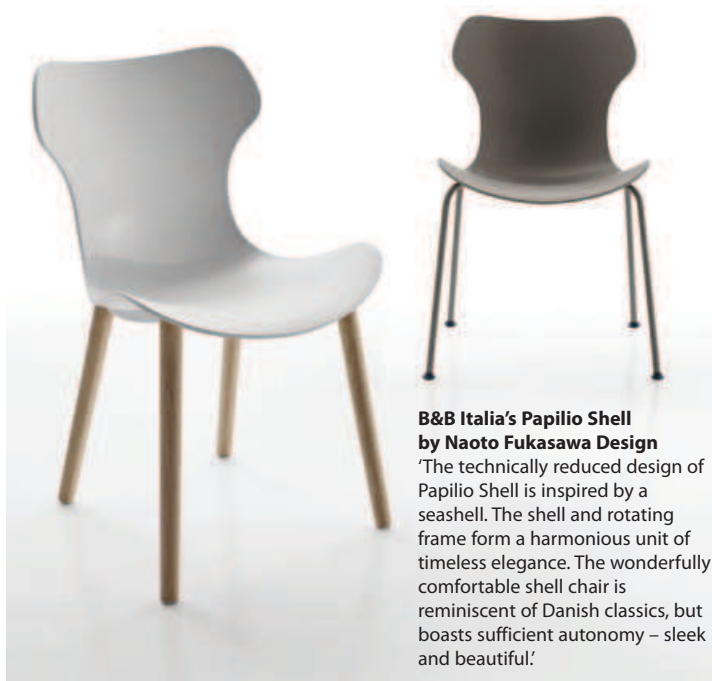 B&B Italia’s Papilio Shell
by Naoto Fukasawa Design
‘The technically reduced design of
Papilio Shell is inspired by a
seashell. The shell and rotating
frame form a harmonious unit of
timeless elegance. The wonderfully
comfortable shell chair is
reminiscent of Danish classics, but
boasts sufficient autonomy – sleek
and beautiful.’